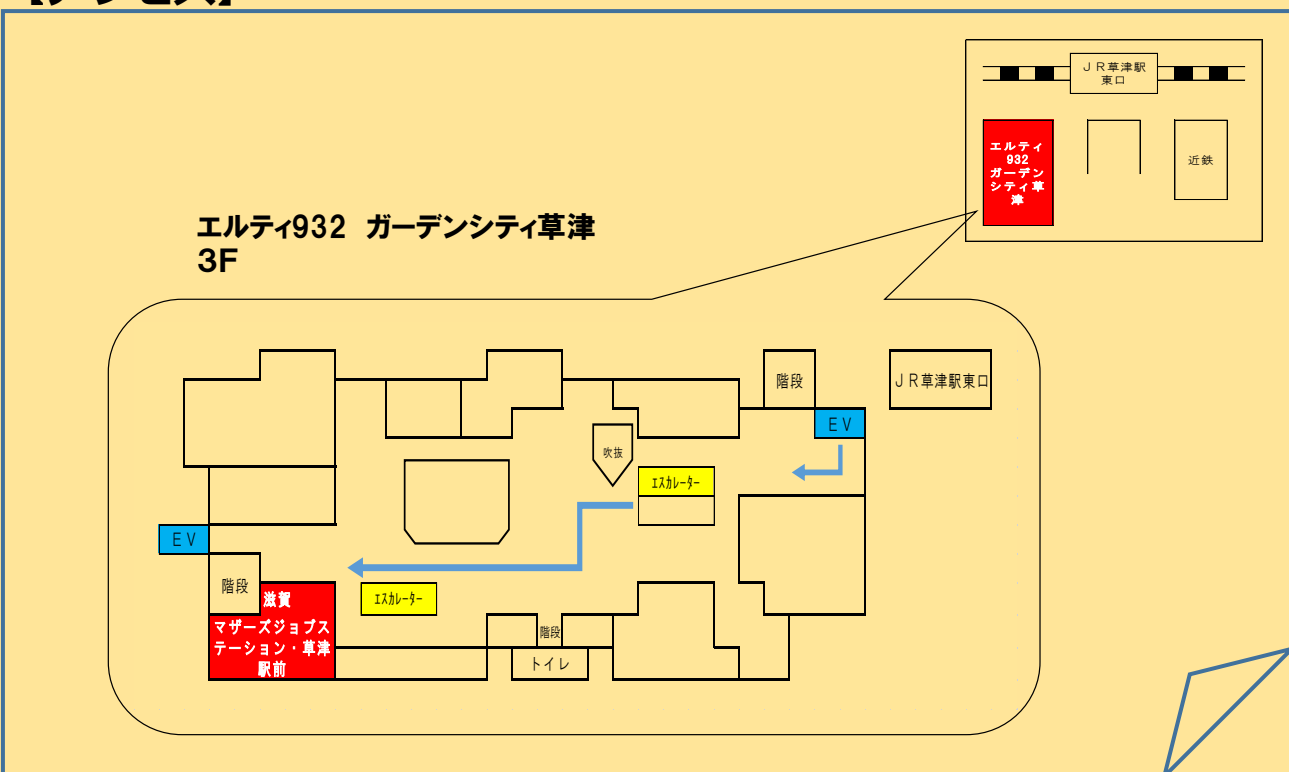 【アクセス】
ＪＲ草津駅
東口
エルティ
932
ガーデン
シティ草
津
近鉄
エルティ932　ガーデンシティ草津
３F
階段
ＪＲ草津駅東口
ＥＶ
吹抜
ｴｽｶﾚｰﾀｰ
ＥＶ
階段
ｴｽｶﾚｰﾀｰ
滋賀
マザーズジョブス
テーション・草津
駅前
階段
トイレ